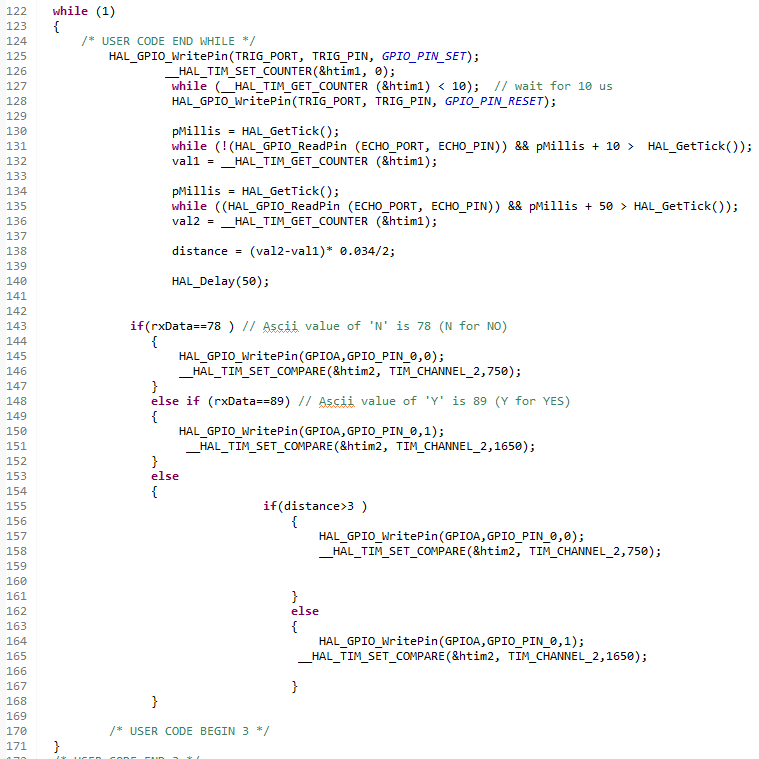 122 while (1)
123 {
124 /* USER CODE END WHILE */
125 HAL_GPIO_WritePin(TRIG_PORT, TRIG_PIN, GPIO_PIN_SET);
126 __HAL_TIM_SET_COUNTER(&htim1, 0);
127 while (__HAL_TIM_GET_COUNTER (&htim1) < 10); // wait for 10 us
128 HAL_GPIO_WritePin(TRIG_PORT, TRIG_PIN, GPIO_PIN_RESET);
129
130 pMillis = HAL_GetTick();
131 while (!(HAL_GPIO_ReadPin (ECHO_PORT, ECHO_PIN)) && pMillis + 10 > HAL_GetTick());
132 val1 = __HAL_TIM_GET_COUNTER (&htim1);
133
134 pMillis = HAL_GetTick();
135 while ((HAL_GPIO_ReadPin (ECHO_PORT, ECHO_PIN)) && pMillis + 50 > HAL_GetTick());
136 val2 = __HAL_TIM_GET_COUNTER (&htim1);
137
138 distance = (val2-val1)* 0.034/2;
139
140 HAL_Delay(50);
141
142
143 if(rxData==78 ) // Ascii value of 'N' is 78 (N for NO)
144 {
145 HAL_GPIO_WritePin(GPIOA,GPIO_PIN_0,0);
146 __HAL_TIM_SET_COMPARE(&htim2, TIM_CHANNEL_2,750);
147 }
148 else if (rxData==89) // Ascii value of 'Y' is 89 (Y for YES)
149 {
150 HAL_GPIO_WritePin(GPIOA,GPIO_PIN_0,1);
151 __HAL_TIM_SET_COMPARE(&htim2, TIM_CHANNEL_2,1650);
152 }
153 else
154 {
155 if(distance>3 )
156 {
157 HAL_GPIO_WritePin(GPIOA,GPIO_PIN_0,0);
158 __HAL_TIM_SET_COMPARE(&htim2, TIM_CHANNEL_2,750);
159
160
161 }
162 else
163 {
164 HAL_GPIO_WritePin(GPIOA,GPIO_PIN_0,1);
165 __HAL_TIM_SET_COMPARE(&htim2, TIM_CHANNEL_2,1650);
166
167 }
168 }
169
170 /* USER CODE BEGIN 3 */
171 }